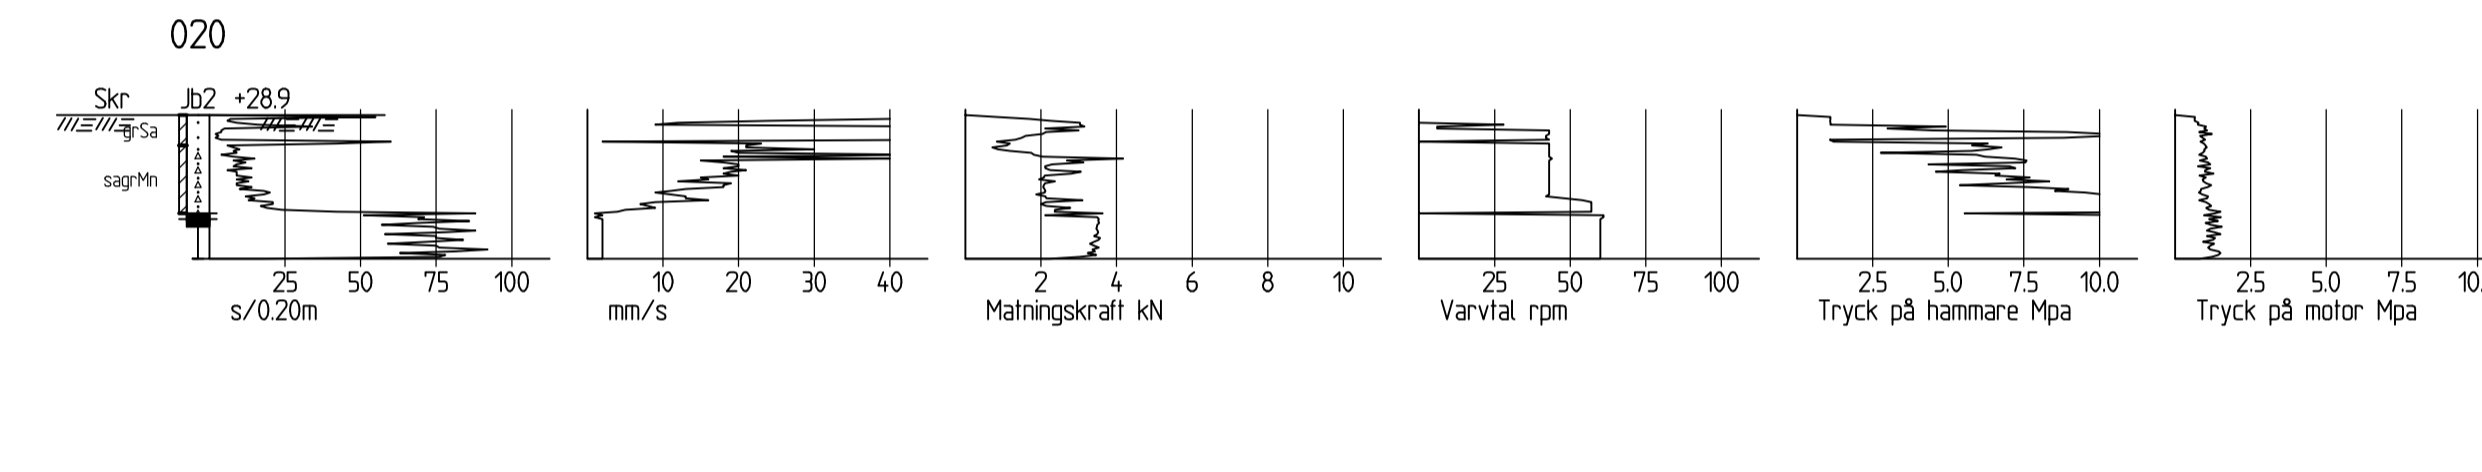 020
Skr Jb2 +28.9
grSa
sagrMn
25 50 75 100 10 20 30 40 2 4 6 8 10 25 50 75 100 2.5 5.0 7.5 10.0 2.5 5.0 7.5
s/0.20m mm/s Matningskraft kN Varvtal rpm Tryck på hammare Mpa Tryck på motor Mpa